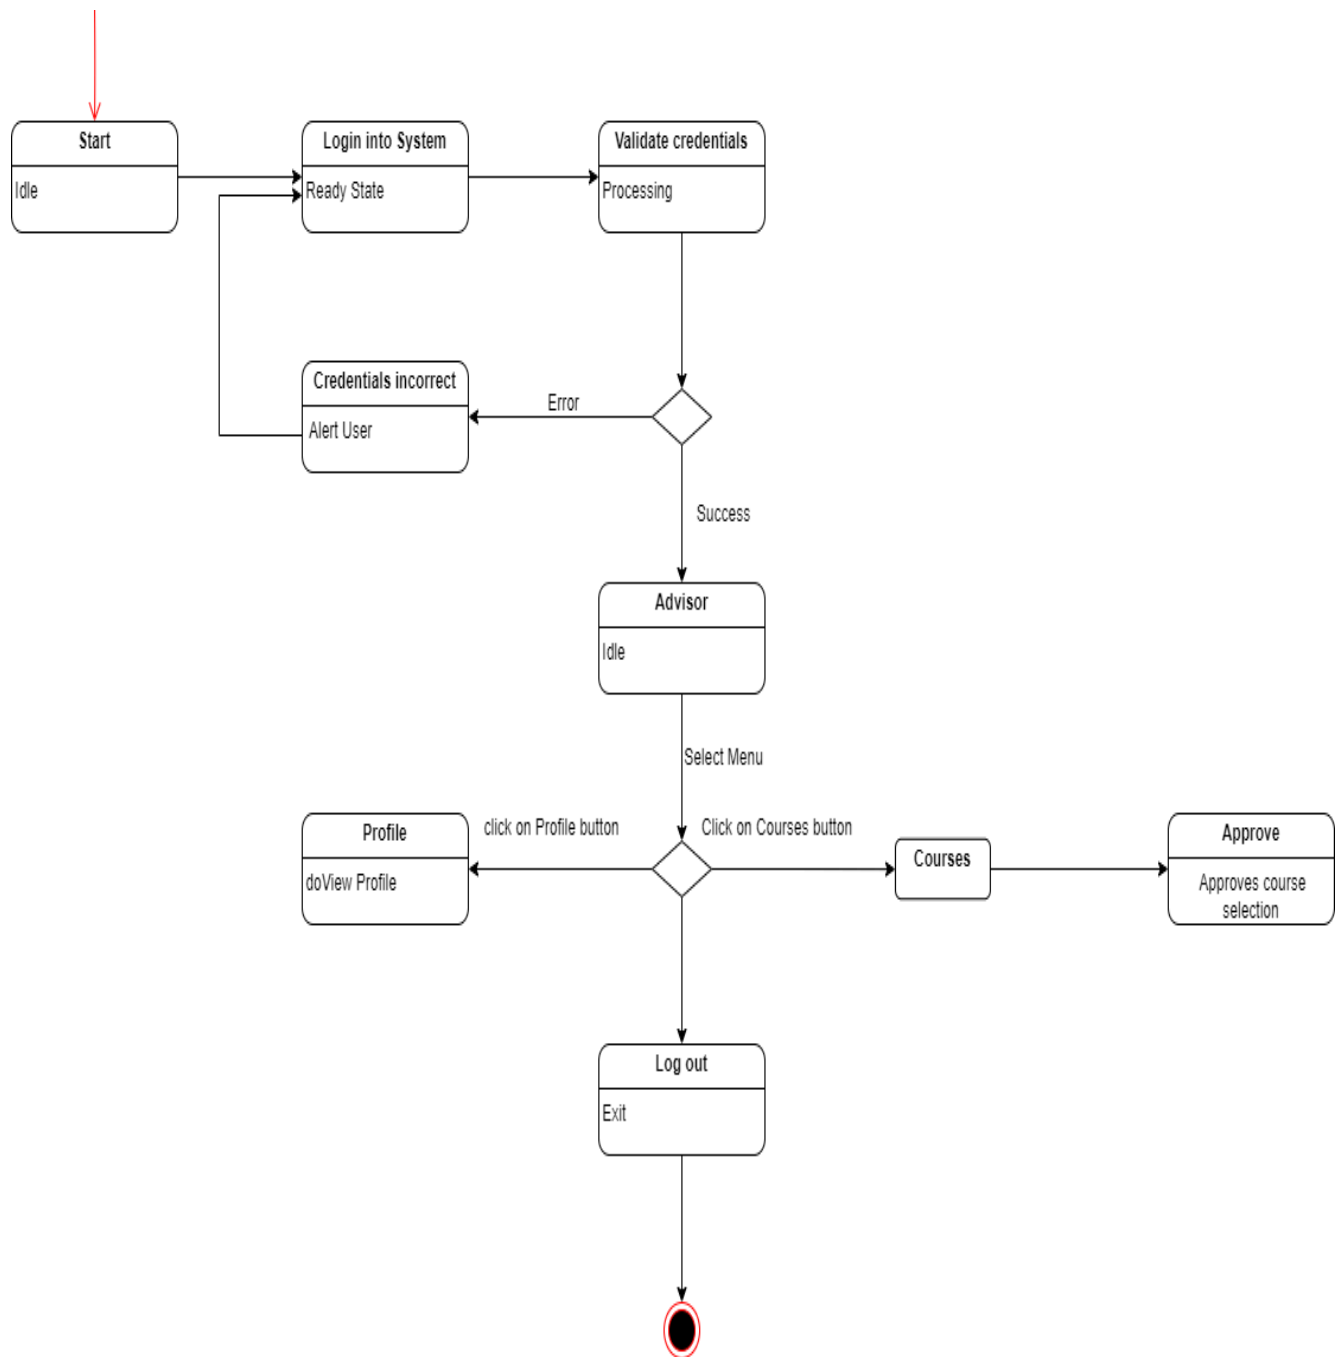 Start
Idle
Login into System
Ready State
Validate credentials
Processing
Credentials incorrect
Alert User
Error
Success
Advisor
Idle
Select Menu
Profile
doView Profile
click on Profile button
Click on Courses button
Courses
Approve
Approves course
selection
Log out
Exit